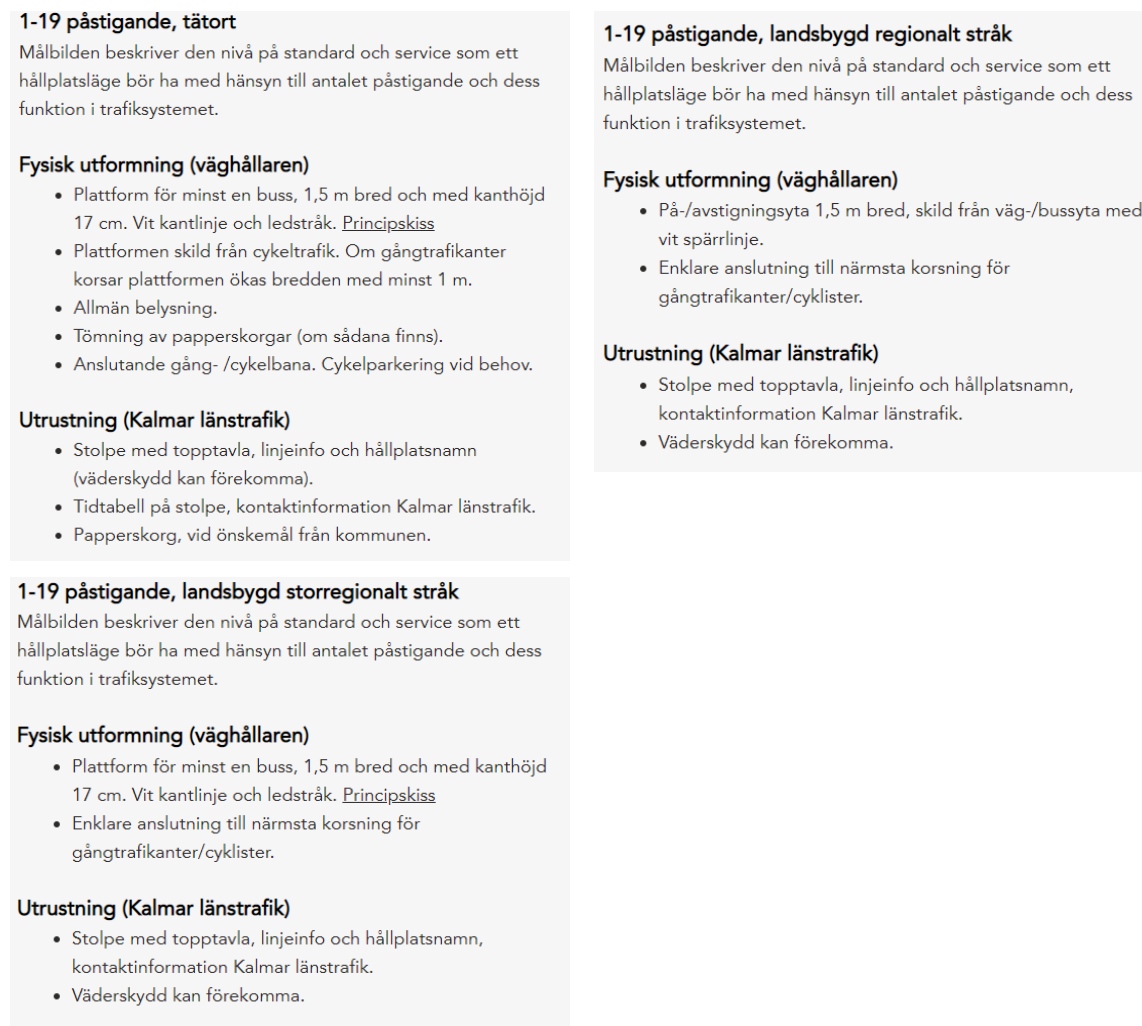 1-19 påstigande, tätort
Målbilden beskriver den nivå på standard och service som ett
hållplatsläge bör ha med hänsyn till antalet påstigande och dess
funktion i trafiksystemet.
Fysisk utformning (väghållaren)
• Plattform för minst en buss, 1,5 m bred och med kanthöjd
17 cm. Vit kantlinje och ledstråk. Principskiss
• Plattformen skild från cykeltrafik. Om gångtrafikanter
korsar plattformen ökas bredden med minst 1 m.
• Allmän belysning.
• Tömning av papperskorgar (om sådana finns).
• Anslutande gång- /cykelbana. Cykelparkering vid behov.
Utrustning (Kalmar länstrafik)
• Stolpe med topptavla, linjeinfo och hållplatsnamn
(väderskydd kan förekomma).
• Tidtabell på stolpe, kontaktinformation Kalmar länstrafik.
• Papperskorg, vid önskemål från kommunen.
1-19 påstigande, landsbygd regionalt stråk
Målbilden beskriver den nivå på standard och service som ett
hållplatsläge bör ha med hänsyn till antalet påstigande och dess
funktion i trafiksystemet.
Fysisk utformning (väghållaren)
• På-/avstigningsyta 1,5 m bred, skild från väg-/bussyta med
vit spärrlinje.
• Enklare anslutning till närmsta korsning för
gångtrafikanter/cyklister.
Utrustning (Kalmar länstrafik)
• Stolpe med topptavla, linjeinfo och hållplatsnamn,
kontaktinformation Kalmar länstrafik.
• Väderskydd kan förekomma.
1-19 påstigande, landsbygd storregionalt stråk
Målbilden beskriver den nivå på standard och service som ett
hållplatsläge bör ha med hänsyn till antalet påstigande och dess
funktion i trafiksystemet.
Fysisk utformning (väghållaren)
• Plattform för minst en buss, 1,5 m bred och med kanthöjd
17 cm. Vit kantlinje och ledstråk. Principskiss
• Enklare anslutning till närmsta korsning för
gångtrafikanter/cyklister.
Utrustning (Kalmar länstrafik)
• Stolpe med topptavla, linjeinfo och hållplatsnamn,
kontaktinformation Kalmar länstrafik.
• Väderskydd kan förekomma.